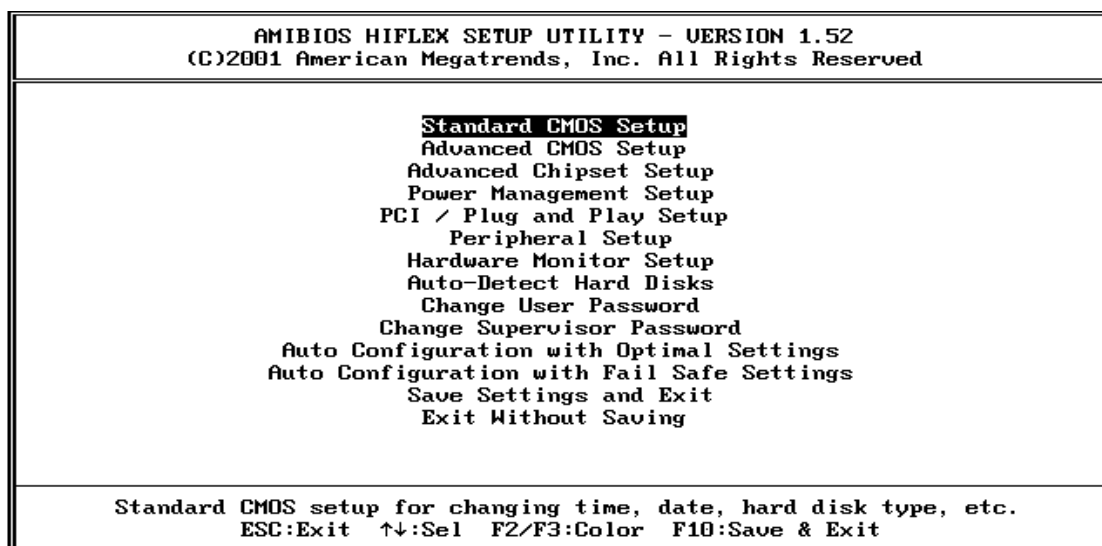 AMIBIOS HIFLEX SETUP UTILITY - VERSION 1.52
(C)2001 American Megatrends, Inc. All Rights Reserved
Standard CMOS Setup
Advanced CMOS Setup
Advanced Chipset Setup
Power Management Setup
PCI / Plug and Play Setup
Peripheral Setup
Hardware Monitor Setup
Auto-Detect Hard Disks
Change User Password
Change Supervisor Password
Auto Configuration with Optimal Settings
Auto Configuration with Fail Safe Settings
Save Settings and Exit
Exit Without Saving
Standard CMOS setup for changing time, date, hard disk type, etc.
ESC:Exit ↑↓:Sel F2/F3:Color F10:Save & Exit